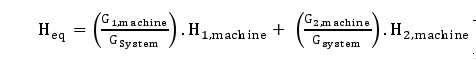 H_eq = (G_1,machine / G_System) . H_1,machine + (G_2,machine / G_system) . H_2,machine